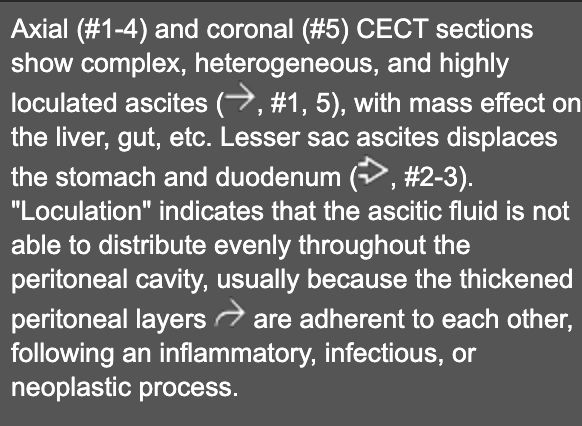 Axial (#1-4) and coronal (#5) CECT sections
show complex, heterogeneous, and highly
loculated ascites (→, #1, 5), with mass effect on
the liver, gut, etc. Lesser sac ascites displaces
the stomach and duodenum (⇨, #2-3).
"Loculation" indicates that the ascitic fluid is not
able to distribute evenly throughout the
peritoneal cavity, usually because the thickened
peritoneal layers ↷ are adherent to each other,
following an inflammatory, infectious, or
neoplastic process.